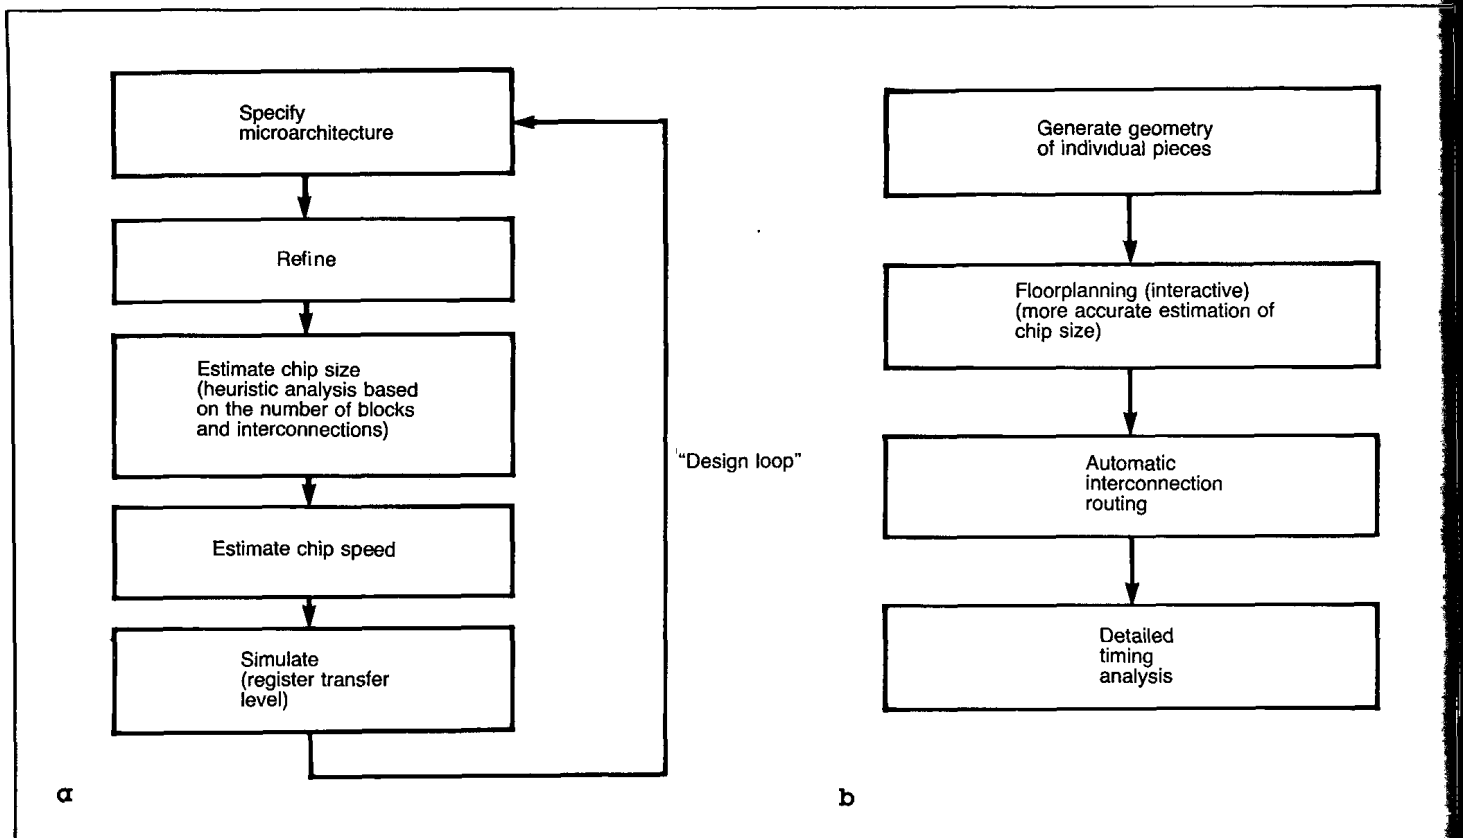 Specify
microarchitecture
Refine
Estimate chip size
(heuristic analysis based
on the number of blocks
and interconnections)
Estimate chip speed
Simulate
(register transfer
level)
"Design loop"
a
Generate geometry
of individual pieces
Floorplanning (interactive)
(more accurate estimation of
chip size)
Automatic
interconnection
routing
Detailed
timing
analysis
b